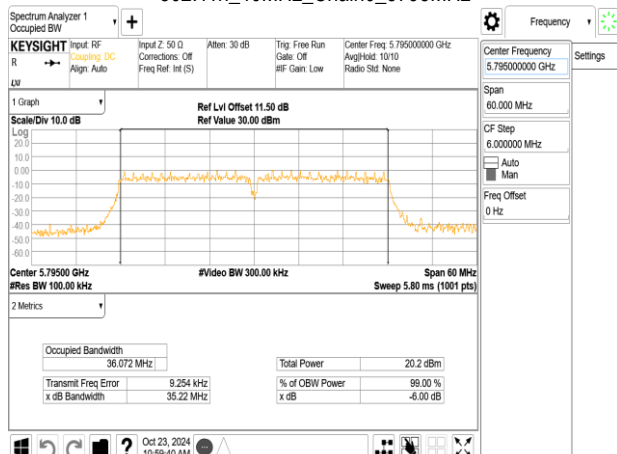 Spectrum Analyzer 1
Occupied BW
Frequency
KEYSIGHT
R
Input: RF
Coupling: DC
Align: Auto
Input Z: 50 Ω
Corrections: Off
Freq Ref: Int (S)
Atten: 30 dB
Trig: Free Run
Gate: Off
#IF Gain: Low
Center Freq: 5.795000000 GHz
Avg|Hold: 10/10
Radio Std: None
Center Frequency
5.795000000 GHz
Settings
Span
60.000 MHz
CF Step
6.000000 MHz
Auto
Man
Freq Offset
0 Hz
1 Graph
Scale/Div 10.0 dB
Ref Lvl Offset 11.50 dB
Ref Value 30.00 dBm
Log
20.0
10.0
0.00
-10.0
-20.0
-30.0
-40.0
-50.0
-60.0
Center 5.79500 GHz
#Video BW 300.00 kHz
Span 60 MHz
#Res BW 100.00 kHz
Sweep 5.80 ms (1001 pts)
2 Metrics
Occupied Bandwidth
36.072 MHz
Total Power 20.2 dBm
Transmit Freq Error 9.254 kHz
% of OBW Power 99.00 %
x dB Bandwidth 35.22 MHz
x dB -6.00 dB
?
Oct 23, 2024
10:59:40 AM